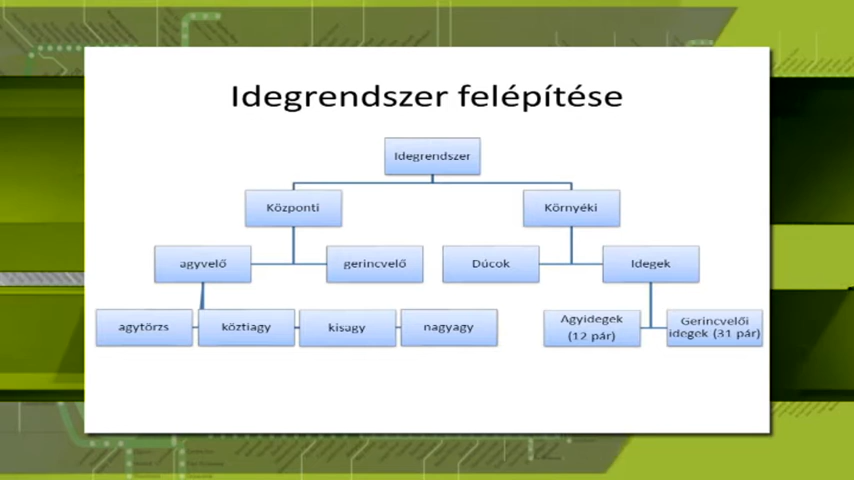 Idegrendszer felépítése
Idegrendszer
Központi
Környéki
agyvelő
gerincvelő
Dúcok
Idegek
agytörzs
köztiagy
kisagy
nagyagy
Agyidegek
(12 pár)
Gerincvelői
idegek (31 pár)